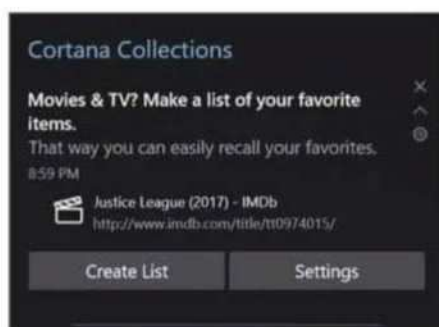 Cortana Collections
Movies & TV? Make a list of your favorite
items.
That way you can easily recall your favorites.
8:59 PM
Justice League (2017) - IMDb
http://www.imdb.com/title/tt0974015/
Create List
Settings